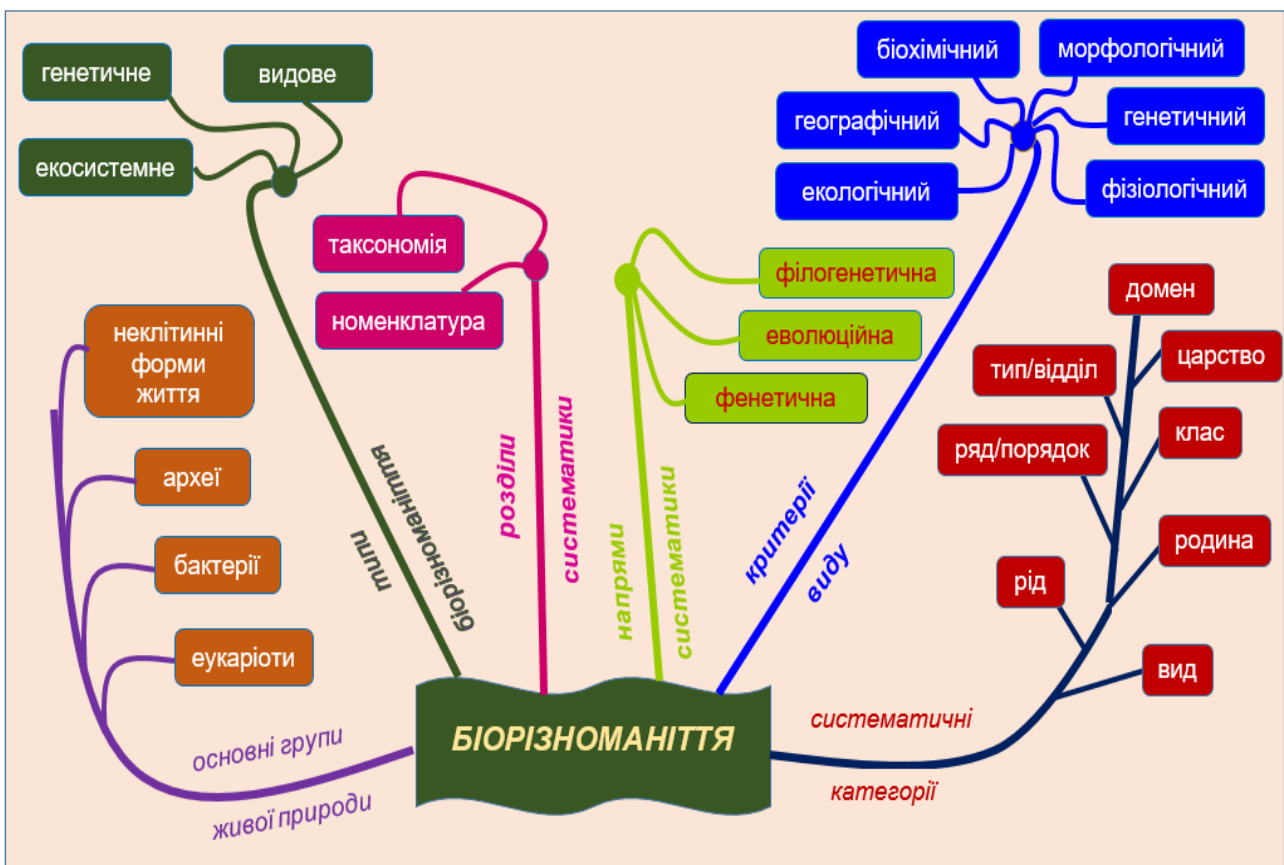 генетичне
видове
екосистемне
типи
біорізноманіття
таксономія
номенклатура
розділи
систематики
філогенетична
еволюційна
фенетична
напрями
систематики
біохімічний
морфологічний
географічний
генетичний
екологічний
фізіологічний
критерії
виду
домен
царство
тип/відділ
клас
ряд/порядок
родина
рід
вид
систематичні
категорії
неклітинні
форми
життя
археї
бактерії
еукаріоти
основні групи
живої природи
БІОРІЗНОМАНІТТЯ